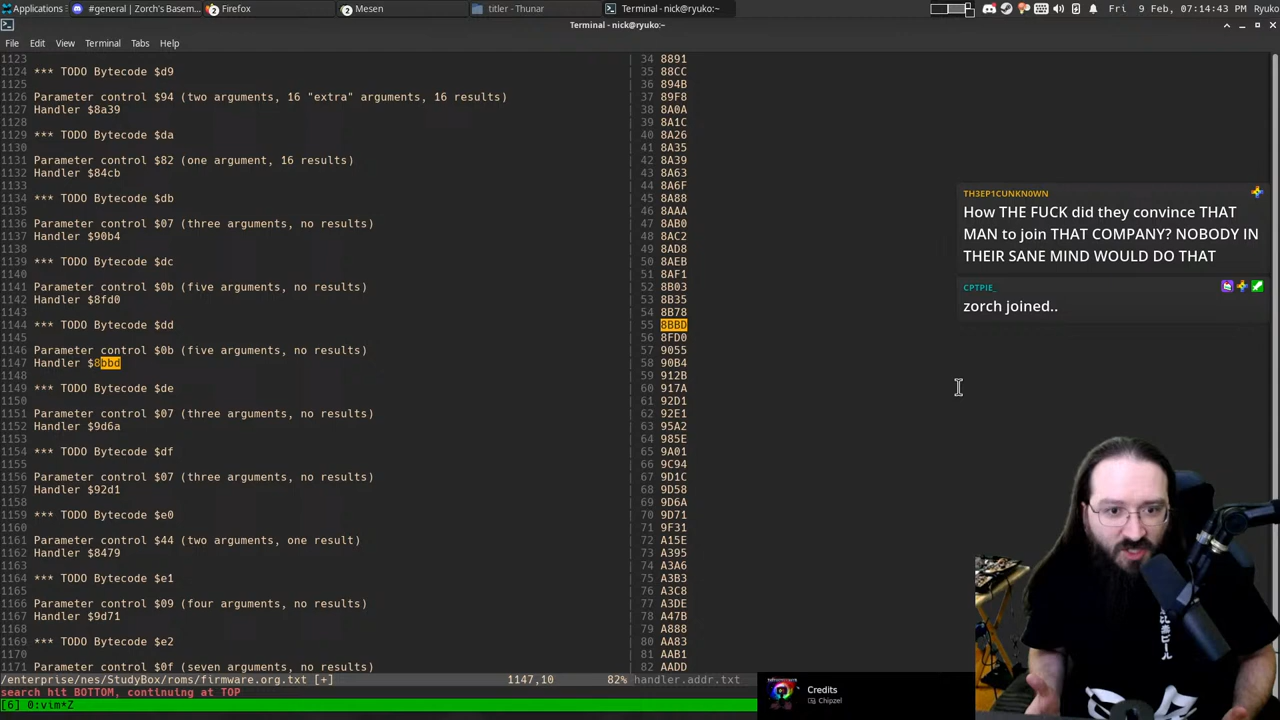 Applications
#general | Zorch's Basem...
2 Firefox
2 Mesen
titler - Thunar
Terminal - nick@ryuko:~
Fri 9 Feb, 07:14:43 PM Ryuko
Terminal - nick@ryuko:~
File Edit View Terminal Tabs Help
1123
1124 *** TODO Bytecode $d9
1125
1126 Parameter control $94 (two arguments, 16 "extra" arguments, 16 results)
1127 Handler $8a39
1128
1129 *** TODO Bytecode $da
1130
1131 Parameter control $82 (one argument, 16 results)
1132 Handler $84cb
1133
1134 *** TODO Bytecode $db
1135
1136 Parameter control $07 (three arguments, no results)
1137 Handler $90b4
1138
1139 *** TODO Bytecode $dc
1140
1141 Parameter control $0b (five arguments, no results)
1142 Handler $8fd0
1143
1144 *** TODO Bytecode $dd
1145
1146 Parameter control $0b (five arguments, no results)
1147 Handler $8bbd
1148
1149 *** TODO Bytecode $de
1150
1151 Parameter control $07 (three arguments, no results)
1152 Handler $9d6a
1153
1154 *** TODO Bytecode $df
1155
1156 Parameter control $07 (three arguments, no results)
1157 Handler $92d1
1158
1159 *** TODO Bytecode $e0
1160
1161 Parameter control $44 (two arguments, one result)
1162 Handler $8479
1163
1164 *** TODO Bytecode $e1
1165
1166 Parameter control $09 (four arguments, no results)
1167 Handler $9d71
1168
1169 *** TODO Bytecode $e2
1170
1171 Parameter control $0f (seven arguments, no results)
/enterprise/nes/StudyBox/roms/firmware.org.txt [+] 1147,10 82%
search hit BOTTOM, continuing at TOP
[6] 0:vim*Z
34 8891
35 88CC
36 894B
37 89F8
38 8A0A
39 8A1C
40 8A26
41 8A35
42 8A39
43 8A63
44 8A6F
45 8A88
46 8AAA
47 8AB0
48 8AC2
49 8AD8
50 8AEB
51 8AF1
52 8B03
53 8B35
54 8B78
55 8BBD
56 8FD0
57 9055
58 90B4
59 912B
60 917A
61 92D1
62 92E1
63 95A2
64 985E
65 9A01
66 9C94
67 9D1C
68 9D58
69 9D6A
70 9D71
71 9F31
72 A15E
73 A395
74 A3A6
75 A3B3
76 A3C8
77 A3DE
78 A47B
79 A888
80 AA83
81 AAB1
82 AADD
handler.addr.txt
TH3EP1CUNKN0WN
How THE FUCK did they convince THAT
MAN to join THAT COMPANY? NOBODY IN
THEIR SANE MIND WOULD DO THAT
CPTPIE_
zorch joined..
Credits
Chipzel